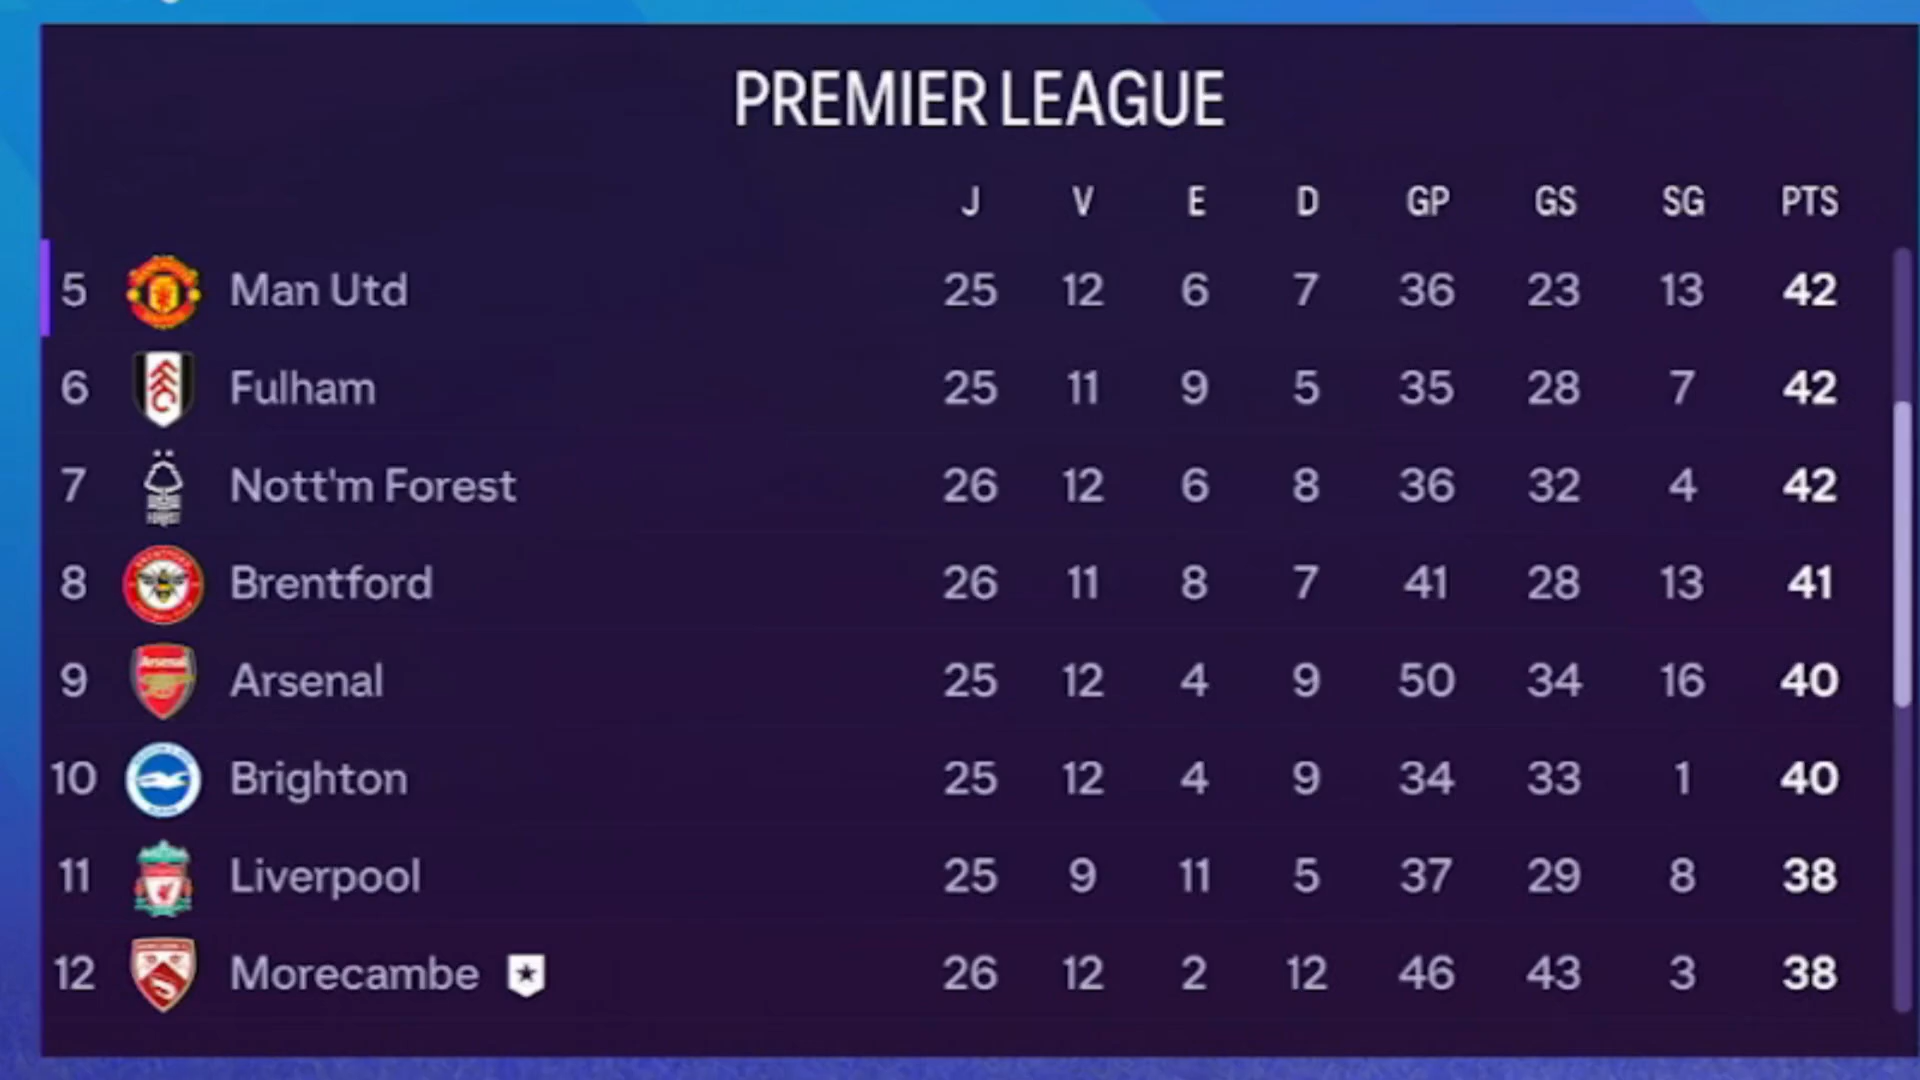 PREMIER LEAGUE
J V E D GP GS SG PTS
5 Man Utd 25 12 6 7 36 23 13 42
6 Fulham 25 11 9 5 35 28 7 42
7 FOREST Nott'm Forest 26 12 6 8 36 32 4 42
8 BRENTFORD Brentford 26 11 8 7 41 28 13 41
9 Arsenal Arsenal 25 12 4 9 50 34 16 40
10 Brighton 25 12 4 9 34 33 1 40
11 Liverpool 25 9 11 5 37 29 8 38
12 Morecambe 26 12 2 12 46 43 3 38